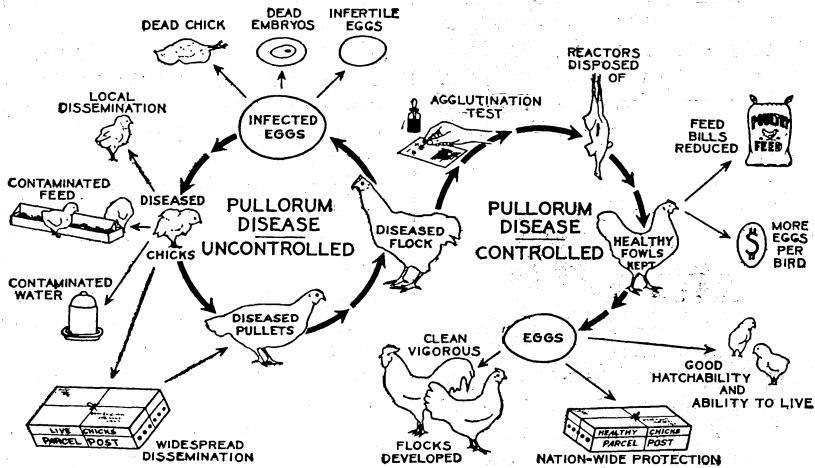 DEAD CHICK
DEAD
EMBRYOS
INFERTILE
EGGS
INFECTED
EGGS
LOCAL
DISSEMINATION
CONTAMINATED
FEED
DISEASED
CHICKS
CONTAMINATED
WATER
PULLORUM
DISEASE
UNCONTROLLED
DISEASED
PULLETS
LIVE CHICKS
PARCEL POST
WIDESPREAD
DISSEMINATION
DISEASED
FLOCK
AGGLUTINATION
TEST
REACTORS
DISPOSED
OF
PULLORUM
DISEASE
CONTROLLED
HEALTHY
FOWLS
KEPT
FEED
BILLS
REDUCED
POULTRY
FEED
$
MORE
EGGS
PER
BIRD
EGGS
CLEAN
VIGOROUS
FLOCKS
DEVELOPED
HEALTHY CHICKS
PARCEL POST
NATION-WIDE PROTECTION
GOOD
HATCHABILITY
AND
ABILITY TO LIVE